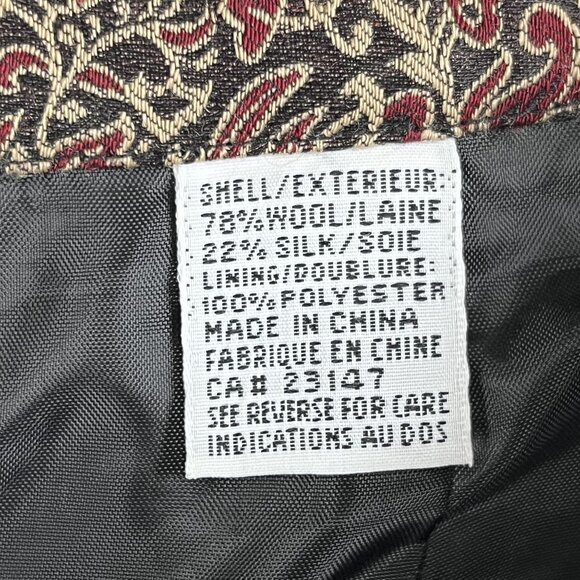 SHELL/EXTERIEUR:
78% WOOL/LAINE
22% SILK/SOIE
LINING/DOUBLURE:
100% POLYESTER
MADE IN CHINA
FABRIQUE EN CHINE
CA# 23147
SEE REVERSE FOR CARE
INDICATIONS AU DOS